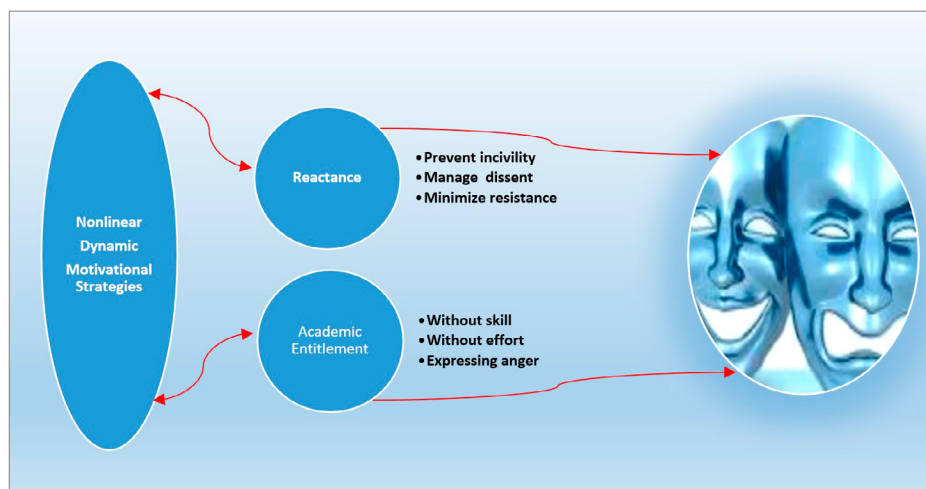 Nonlinear
Dynamic
Motivational
Strategies
Reactance
•Prevent incivility
•Manage dissent
•Minimize resistance
Academic
Entitlement
•Without skill
•Without effort
•Expressing anger